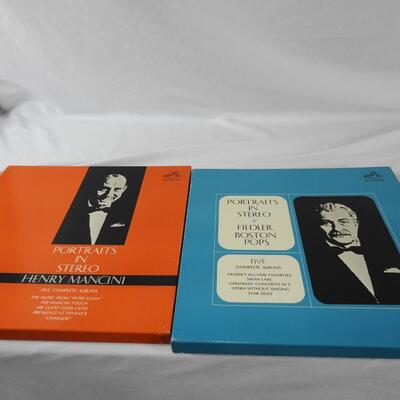 PORTRAITS
IN
STEREO
HENRY MANCINI
FIVE COMPLETE ALBUMS
THE MUSIC FROM "PETER GUNN"
THE MANCINI TOUCH
MR. LUCKY GOES LATIN
BREAKFAST AT TIFFANY'S
"CHARADE"
PORTRAITS
IN
STEREO
FIEDLER
BOSTON
POPS
FIVE
COMPLETE ALBUMS
FIEDLER'S ALL-TIME FAVORITES
SWAN LAKE
GERSHWIN: CONCERTO IN F
OPERA WITHOUT SINGING
STAR DUST